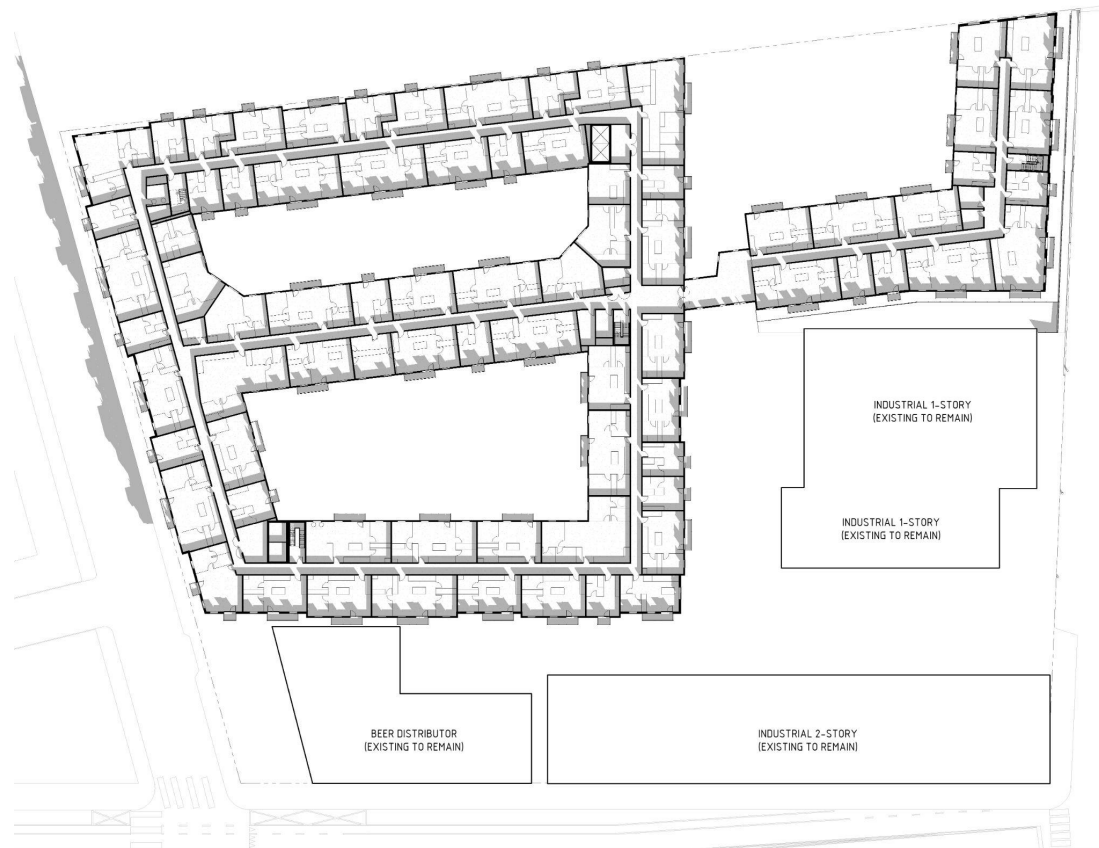 INDUSTRIAL 1-STORY
(EXISTING TO REMAIN)
INDUSTRIAL 1-STORY
(EXISTING TO REMAIN)
BEER DISTRIBUTOR
(EXISTING TO REMAIN)
INDUSTRIAL 2-STORY
(EXISTING TO REMAIN)